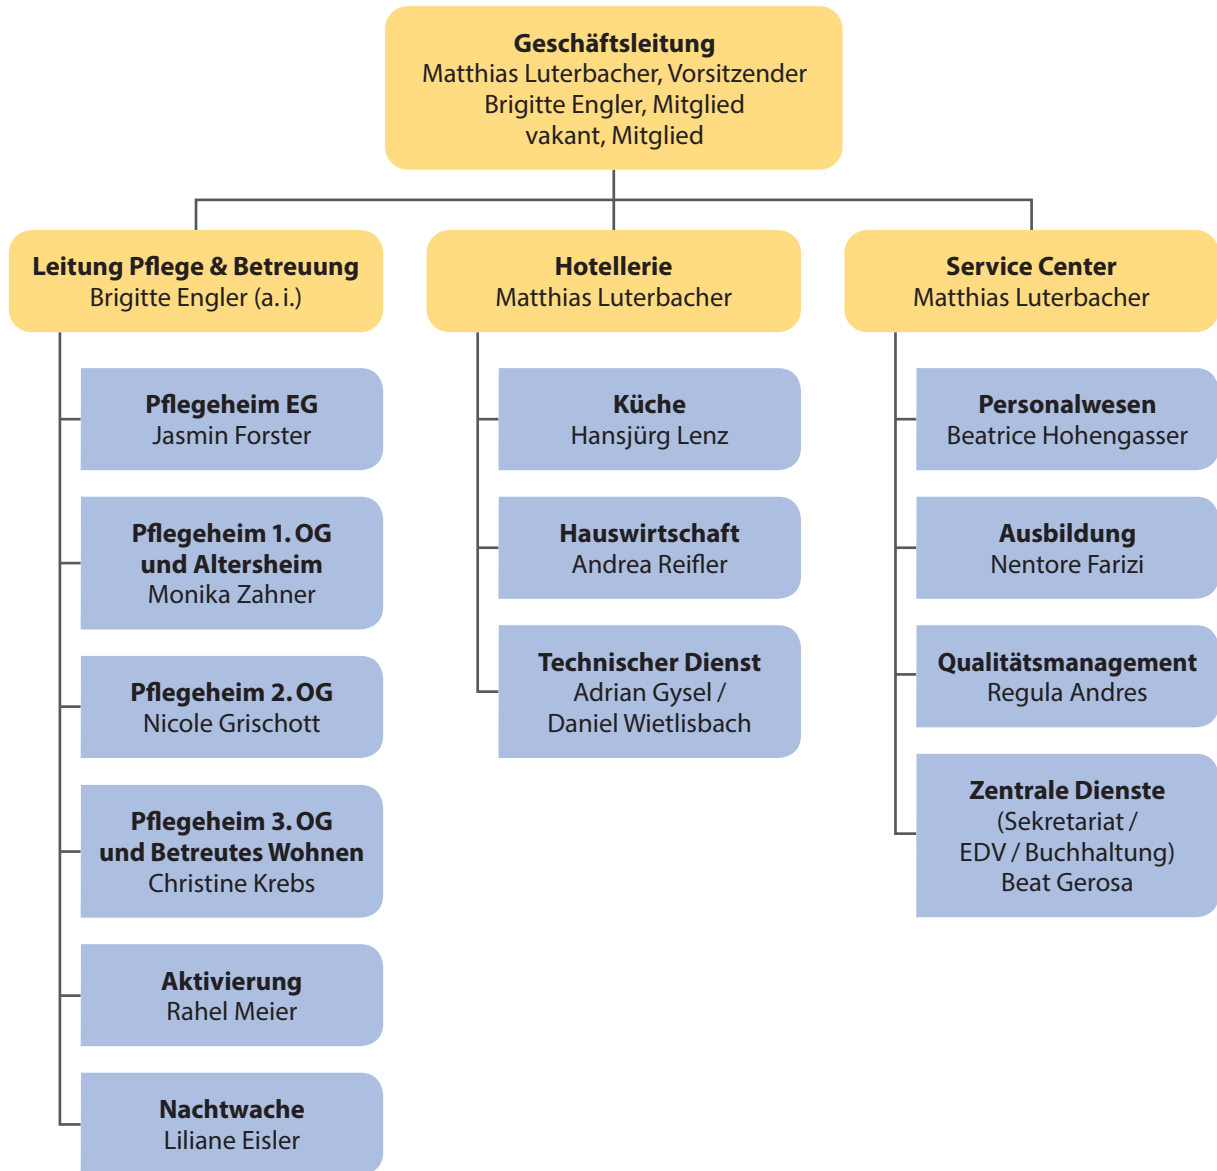 Geschäftsleitung
Matthias Luterbacher, Vorsitzender
Brigitte Engler, Mitglied
vakant, Mitglied
Leitung Pflege & Betreuung
Brigitte Engler (a. i.)
Pflegeheim EG
Jasmin Forster
Pflegeheim 1. OG
und Altersheim
Monika Zahner
Pflegeheim 2. OG
Nicole Grischott
Pflegeheim 3. OG
und Betreutes Wohnen
Christine Krebs
Aktivierung
Rahel Meier
Nachtwache
Liliane Eisler
Hotellerie
Matthias Luterbacher
Küche
Hansjürg Lenz
Hauswirtschaft
Andrea Reifler
Technischer Dienst
Adrian Gysel /
Daniel Wietlisbach
Service Center
Matthias Luterbacher
Personalwesen
Beatrice Hohengasser
Ausbildung
Nentore Farizi
Qualitätsmanagement
Regula Andres
Zentrale Dienste
(Sekretariat /
EDV / Buchhaltung)
Beat Gerosa